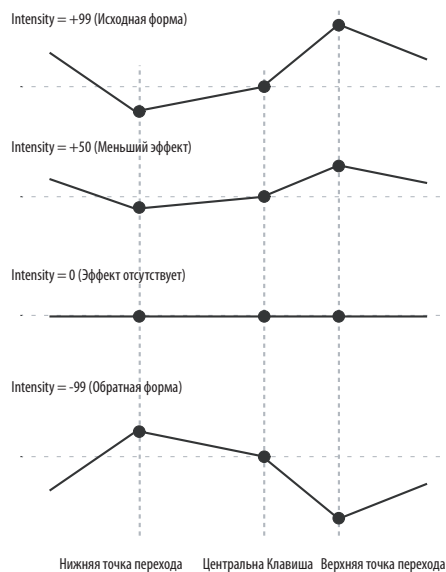 Intensity = +99 (Исходная форма)
Intensity = +50 (Меньший эффект)
Intensity = 0 (Эффект отсутствует)
Intensity = -99 (Обратная форма)
Нижняя точка перехода Центральна Клавиша Верхняя точка перехода